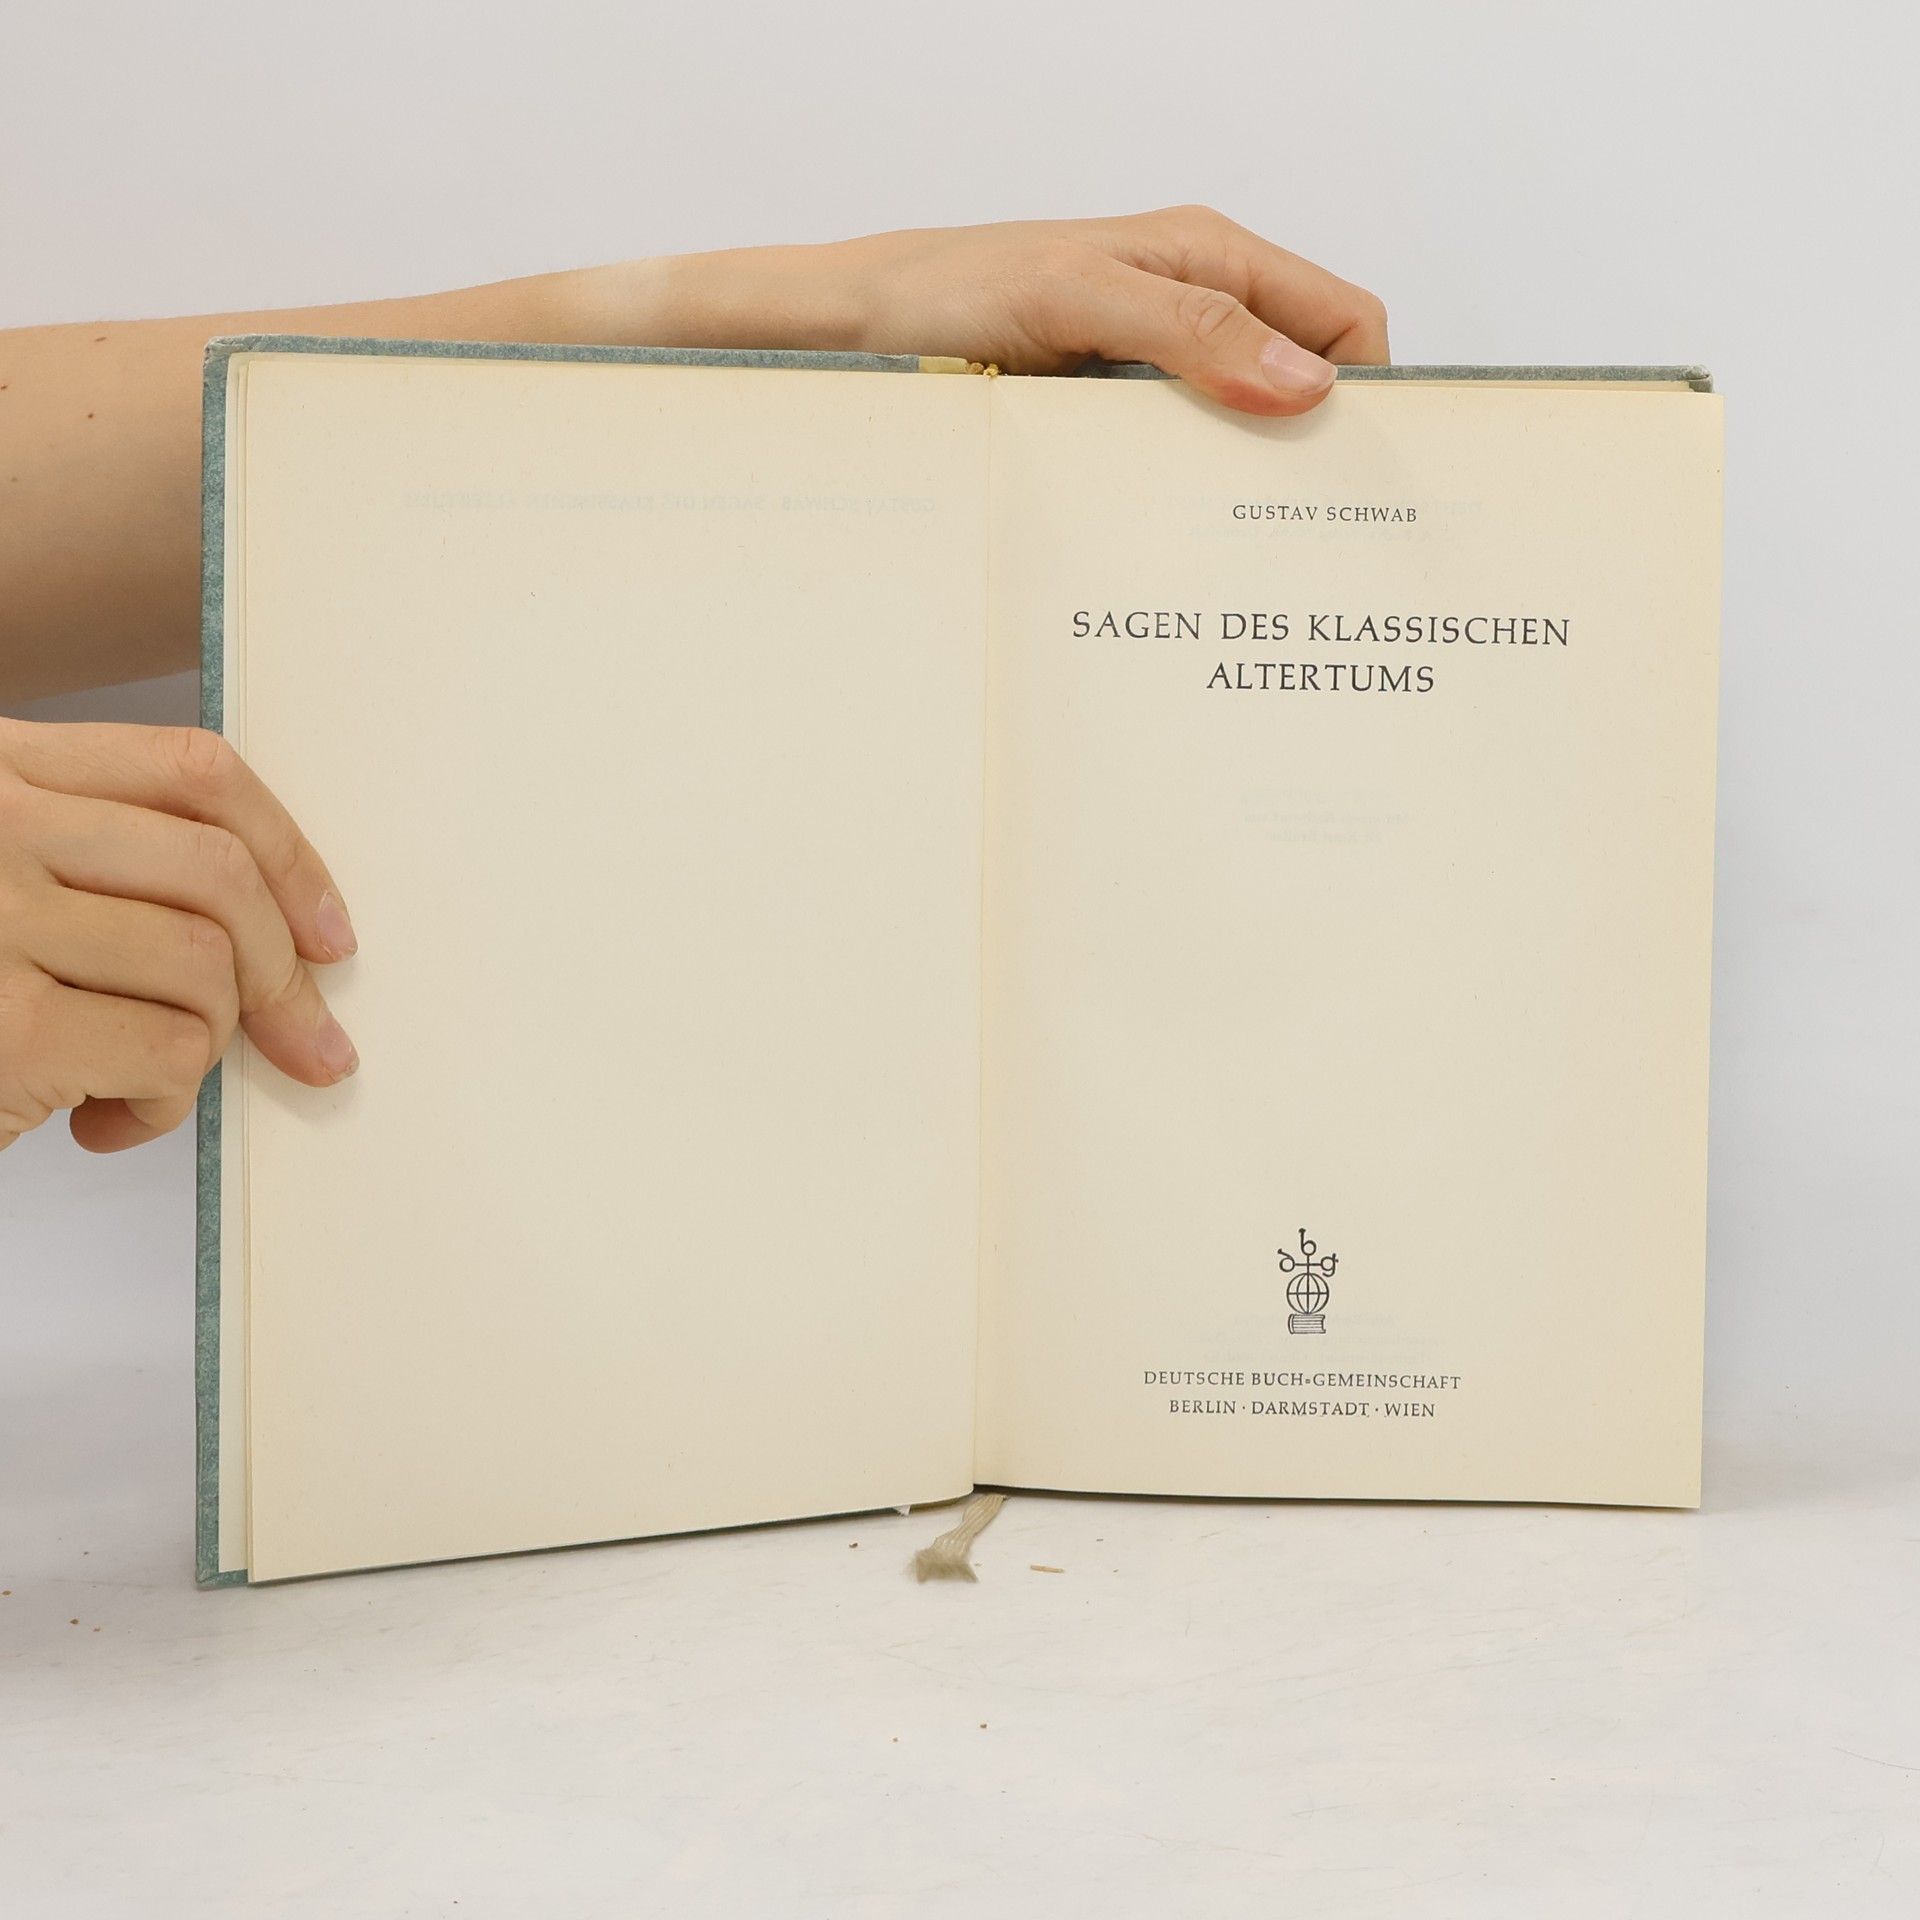 GUSTAV SCHWAB
SAGEN DES KLASSISCHEN
ALTERTUMS
dbg
DEUTSCHE BUCH=GEMEINSCHAFT
BERLIN · DARMSTADT · WIEN